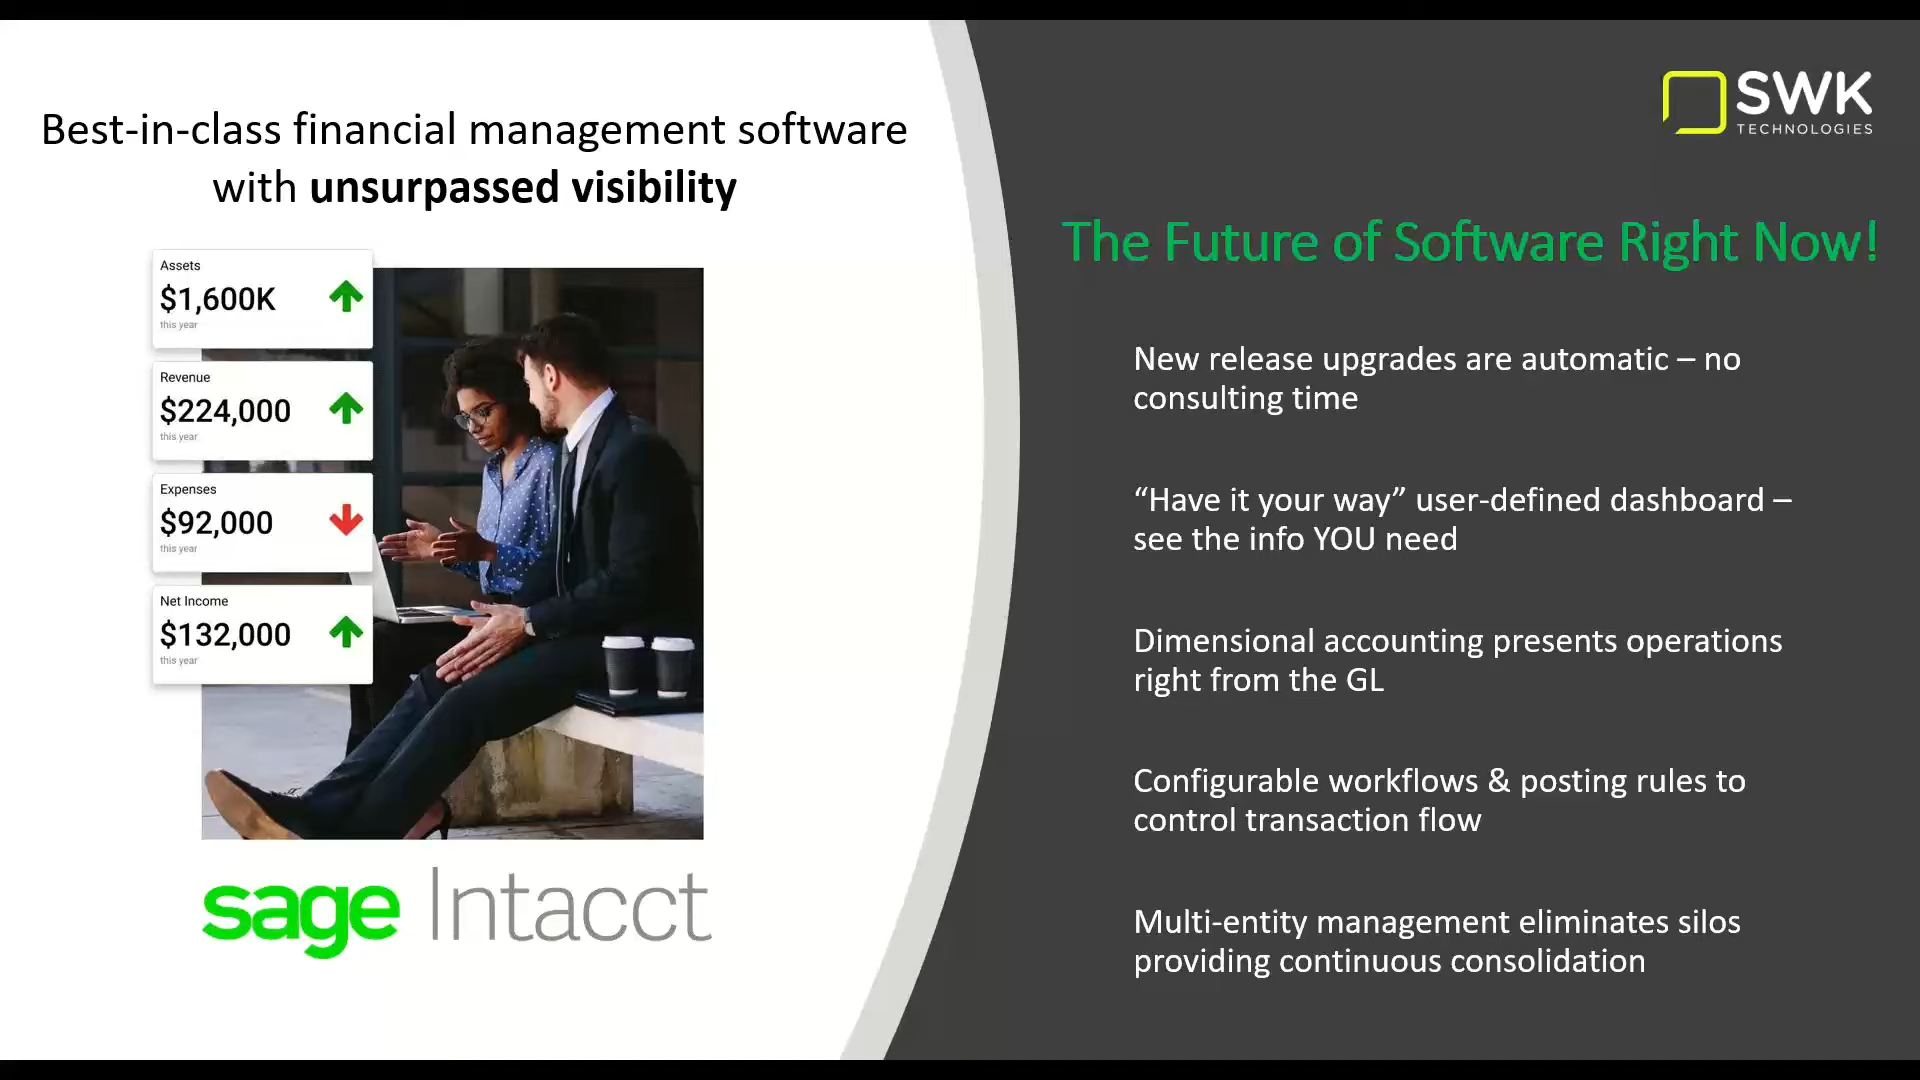 Best-in-class financial management software
with unsurpassed visibility
Assets
$1,600K
this year
Revenue
$224,000
this year
Expenses
$92,000
this year
Net Income
$132,000
this year
sage Intacct
SWK
TECHNOLOGIES
The Future of Software Right Now!
New release upgrades are automatic – no
consulting time
“Have it your way” user-defined dashboard –
see the info YOU need
Dimensional accounting presents operations
right from the GL
Configurable workflows & posting rules to
control transaction flow
Multi-entity management eliminates silos
providing continuous consolidation